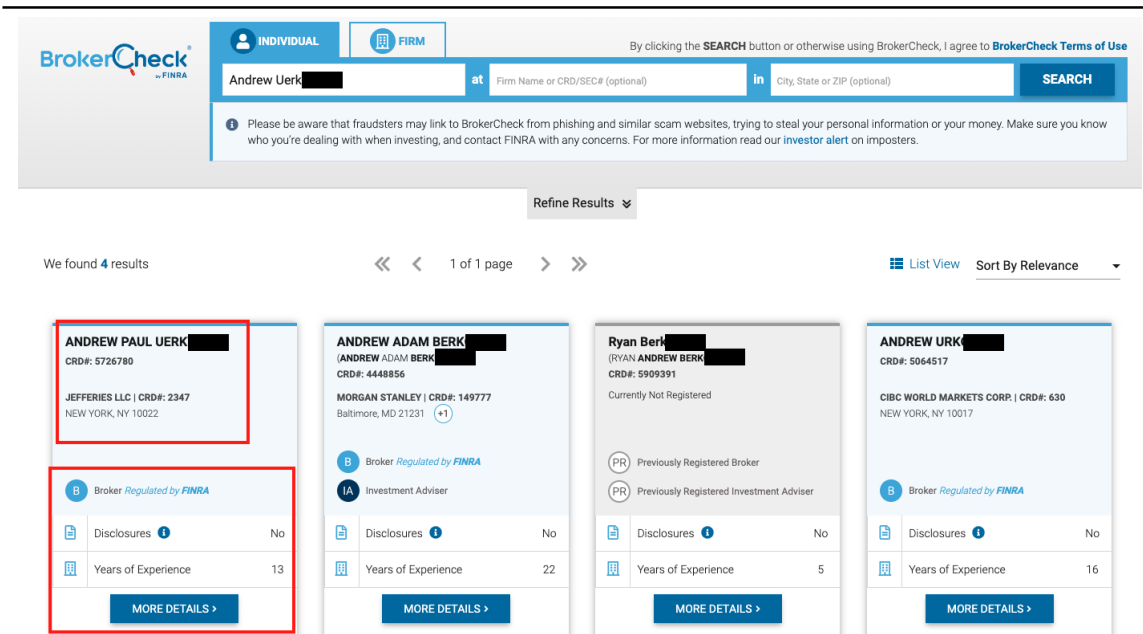 BrokerCheck
by FINRA
INDIVIDUAL
FIRM
By clicking the SEARCH button or otherwise using BrokerCheck, I agree to BrokerCheck Terms of Use
Andrew Uerk
at
Firm Name or CRD/SEC# (optional)
in
City, State or ZIP (optional)
SEARCH
Please be aware that fraudsters may link to BrokerCheck from phishing and similar scam websites, trying to steal your personal information or your money. Make sure you know
who you're dealing with when investing, and contact FINRA with any concerns. For more information read our investor alert on imposters.
Refine Results
We found 4 results
1 of 1 page
List View
Sort By Relevance
ANDREW PAUL UERK
CRD#: 5726780
JEFFERIES LLC | CRD#: 2347
NEW YORK, NY 10022
B Broker Regulated by FINRA
Disclosures No
Years of Experience 13
MORE DETAILS >
ANDREW ADAM BERK
(ANDREW ADAM BERK
CRD#: 4448856
MORGAN STANLEY | CRD#: 149777
Baltimore, MD 21231 +1
B Broker Regulated by FINRA
IA Investment Adviser
Disclosures No
Years of Experience 22
MORE DETAILS >
Ryan Berk
(RYAN ANDREW BERK
CRD#: 5909391
Currently Not Registered
PR Previously Registered Broker
PR Previously Registered Investment Adviser
Disclosures No
Years of Experience 5
MORE DETAILS >
ANDREW URK
CRD#: 5064517
CIBC WORLD MARKETS CORP. | CRD#: 630
NEW YORK, NY 10017
B Broker Regulated by FINRA
Disclosures No
Years of Experience 16
MORE DETAILS >